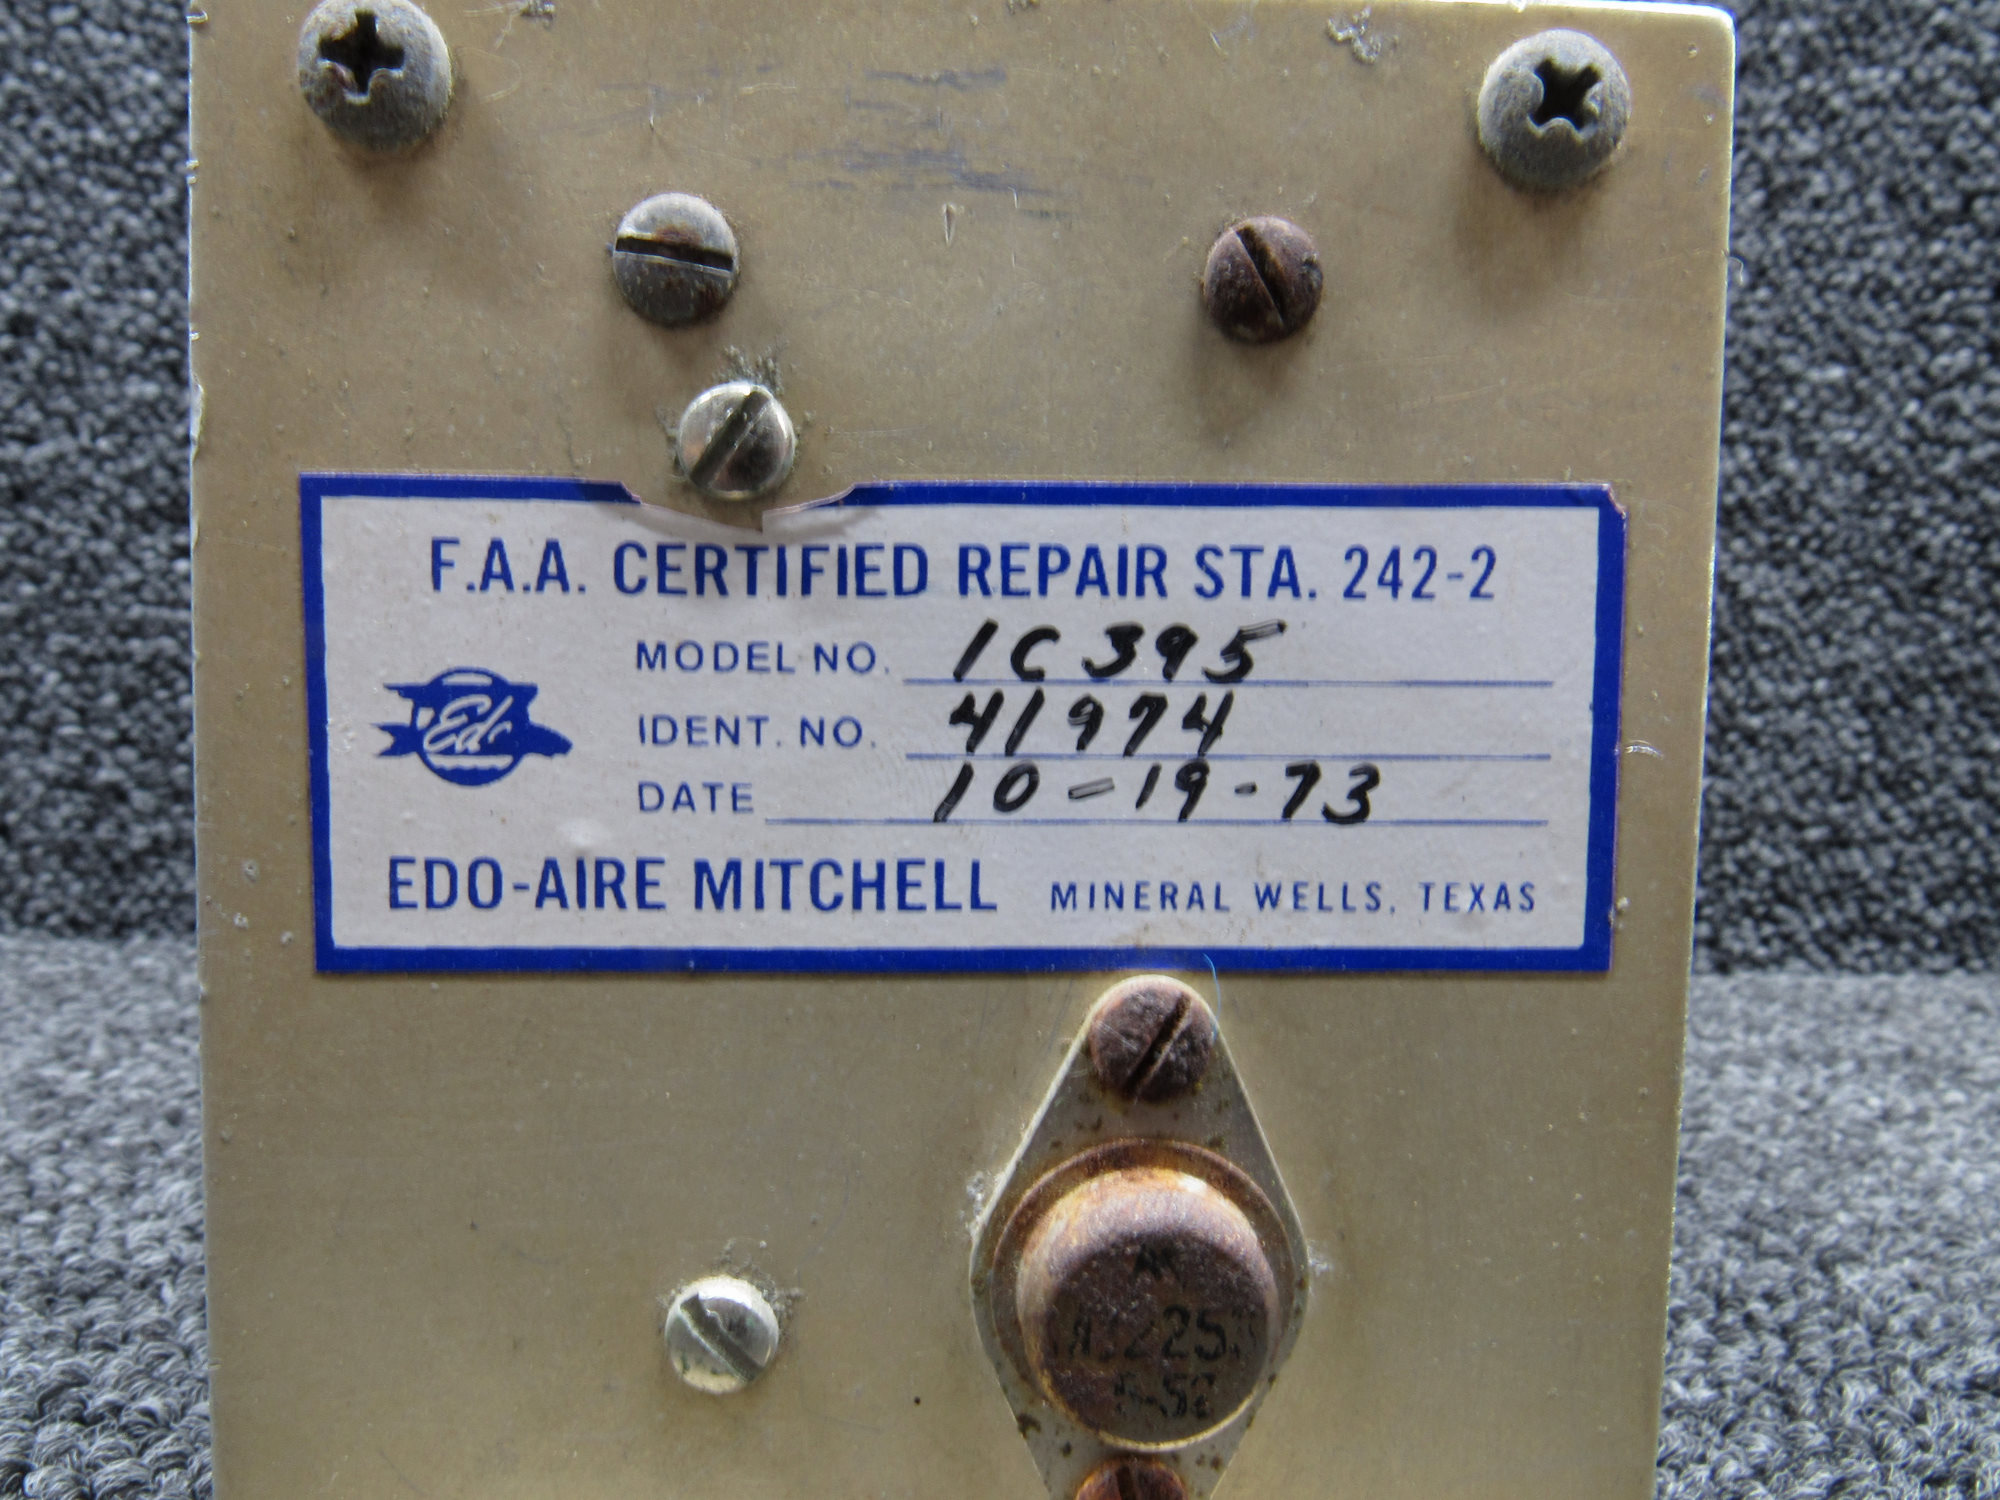 F.A.A. CERTIFIED REPAIR STA. 242-2
MODEL NO. 1C395
IDENT. NO. 41974
DATE 10-19-73
Edo
EDO-AIRE MITCHELL MINERAL WELLS, TEXAS